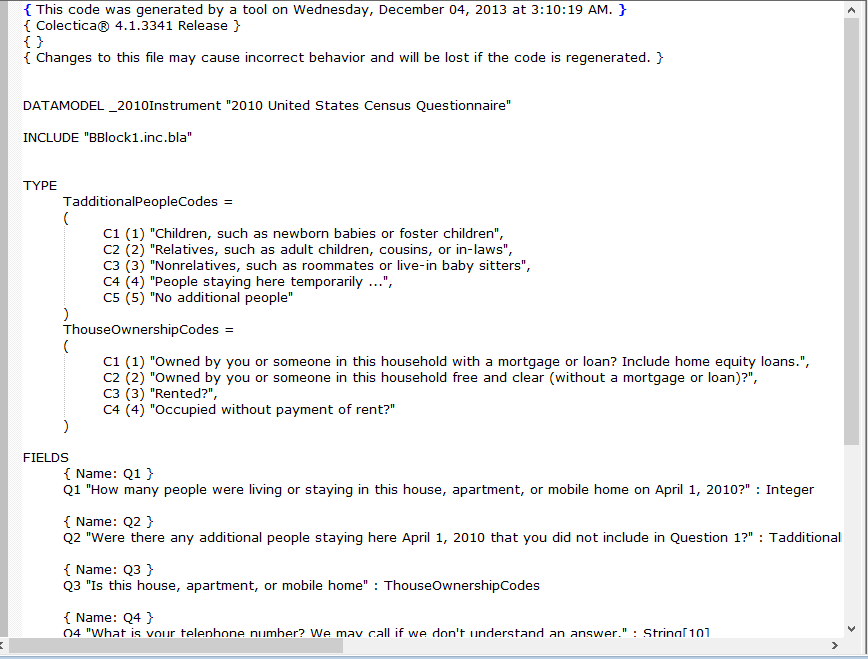 { This code was generated by a tool on Wednesday, December 04, 2013 at 3:10:19 AM. }
{ Colectica® 4.1.3341 Release }
{ }
{ Changes to this file may cause incorrect behavior and will be lost if the code is regenerated. }
DATAMODEL _2010Instrument "2010 United States Census Questionnaire"
INCLUDE "BBlock1.inc.bla"
TYPE
TadditionalPeopleCodes =
(
C1 (1) "Children, such as newborn babies or foster children",
C2 (2) "Relatives, such as adult children, cousins, or in-laws",
C3 (3) "Nonrelatives, such as roommates or live-in baby sitters",
C4 (4) "People staying here temporarily ...",
C5 (5) "No additional people"
)
ThouseOwnershipCodes =
(
C1 (1) "Owned by you or someone in this household with a mortgage or loan? Include home equity loans.",
C2 (2) "Owned by you or someone in this household free and clear (without a mortgage or loan)?",
C3 (3) "Rented?",
C4 (4) "Occupied without payment of rent?"
)
FIELDS
{ Name: Q1 }
Q1 "How many people were living or staying in this house, apartment, or mobile home on April 1, 2010?" : Integer
{ Name: Q2 }
Q2 "Were there any additional people staying here April 1, 2010 that you did not include in Question 1?" : Tadditional
{ Name: Q3 }
Q3 "Is this house, apartment, or mobile home" : ThouseOwnershipCodes
{ Name: Q4 }
Q4 "What is your telephone number? We may call if we don't understand an answer." : String[10]